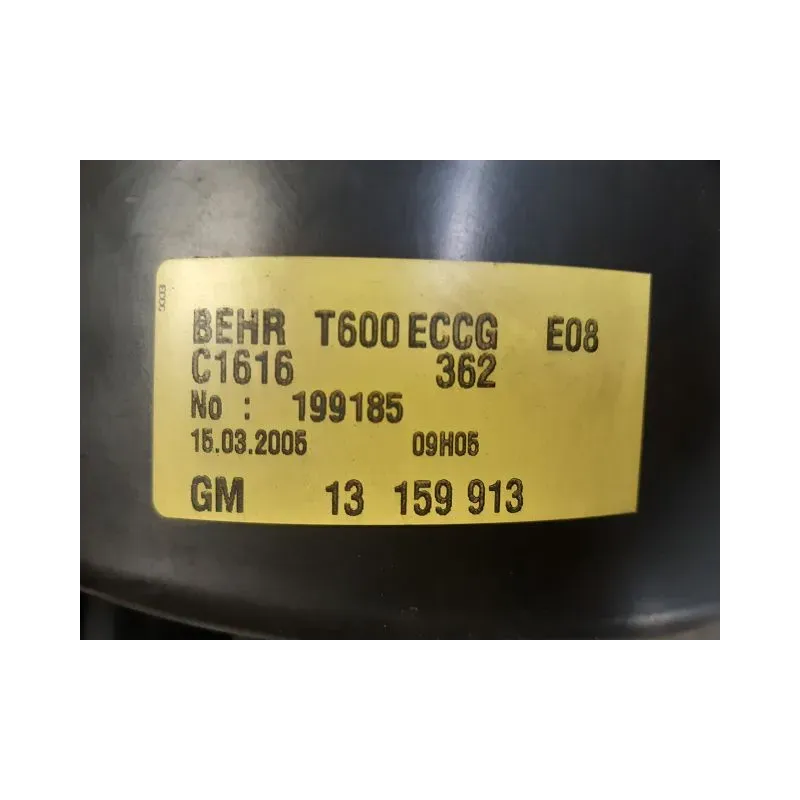 BEHR T600 ECCG E08
C1616 362
No : 199185
15.03.2005 09H05
GM 13 159 913